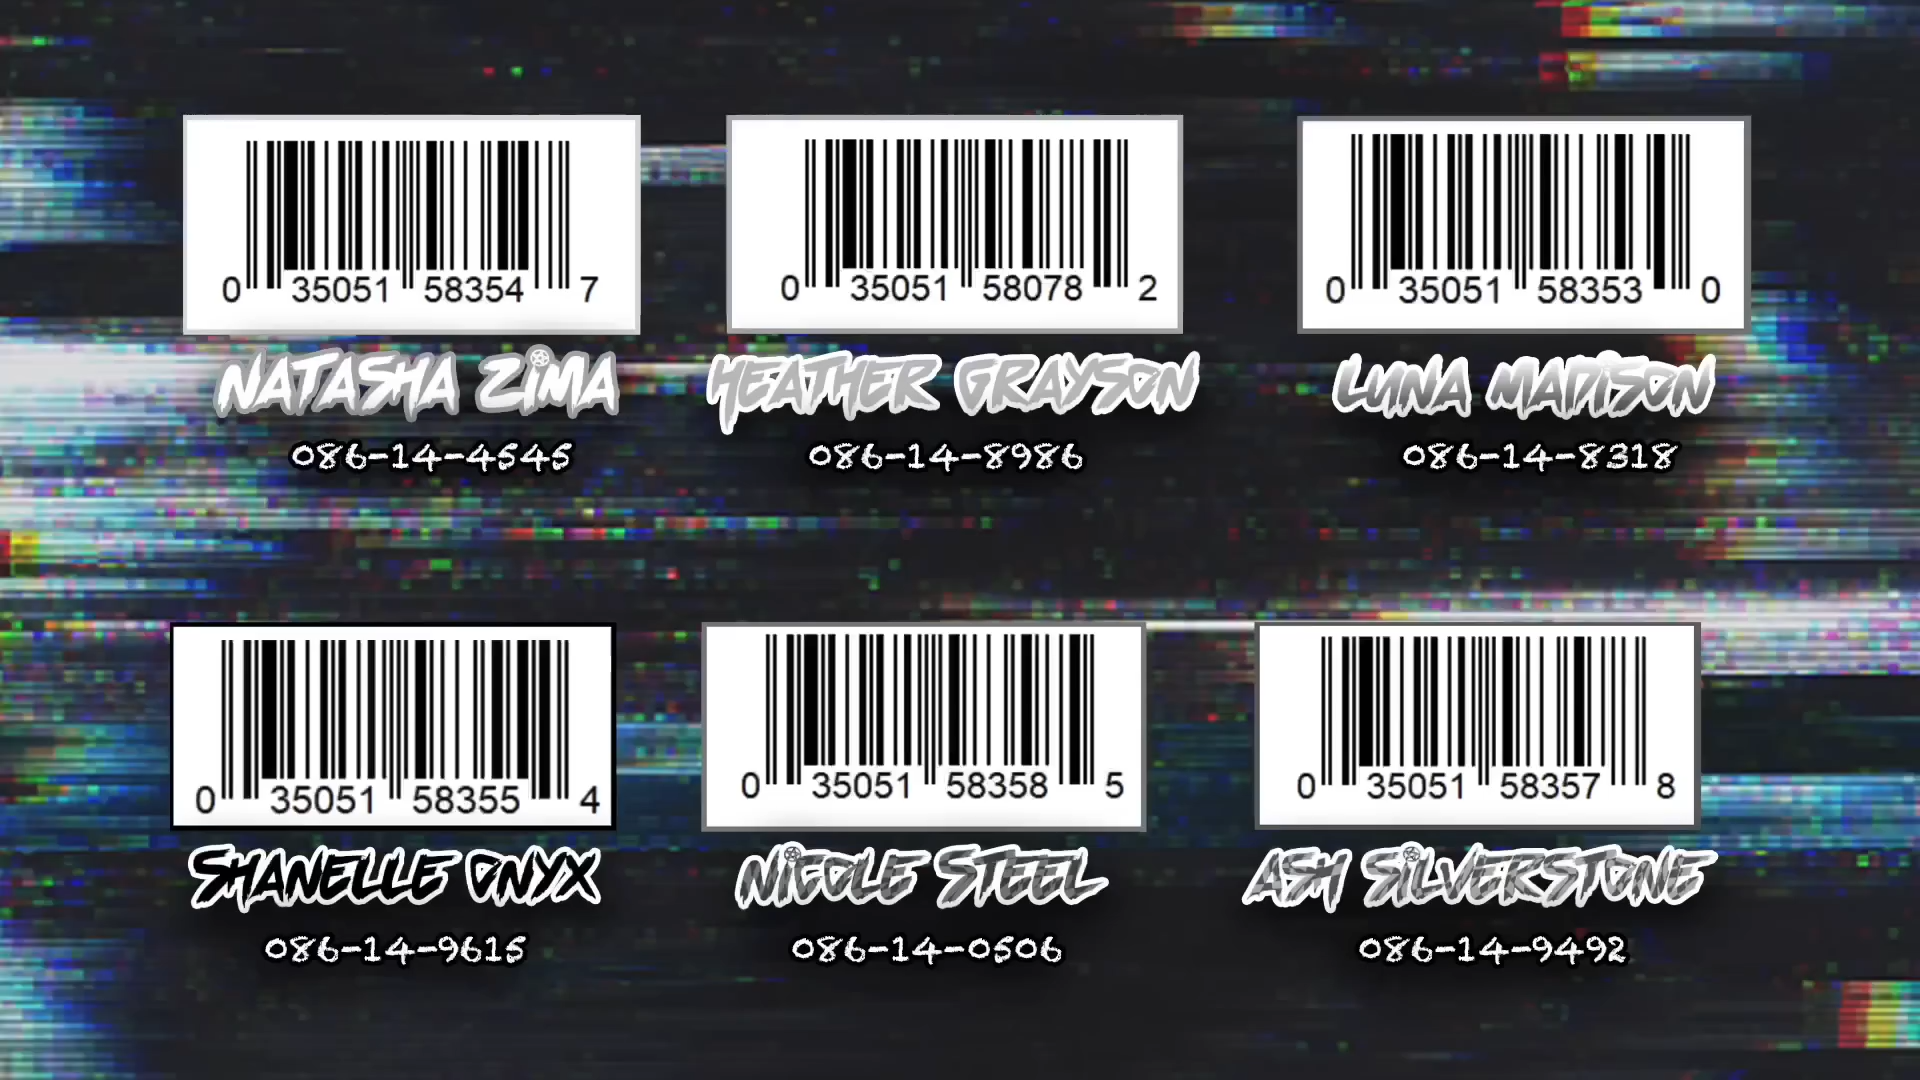 0 35051 58354 7
NATASHA ZIMA
086-14-4545
0 35051 58078 2
HEATHER GRAYSON
086-14-8986
0 35051 58353 0
LUNA MADISON
086-14-8318
0 35051 58355 4
SHANELLE ONYX
086-14-9615
0 35051 58358 5
NICOLE STEEL
086-14-0506
0 35051 58357 8
ASH SILVERSTONE
086-14-9492